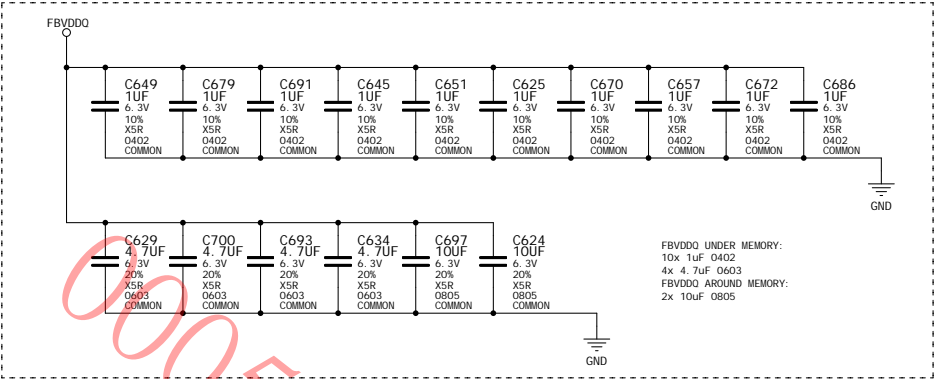 FBVDDQ
C649
1UF
6.3V
10%
X5R
0402
COMMON
C679
1UF
6.3V
10%
X5R
0402
COMMON
C691
1UF
6.3V
10%
X5R
0402
COMMON
C645
1UF
6.3V
10%
X5R
0402
COMMON
C651
1UF
6.3V
10%
X5R
0402
COMMON
C625
1UF
6.3V
10%
X5R
0402
COMMON
C670
1UF
6.3V
10%
X5R
0402
COMMON
C657
1UF
6.3V
10%
X5R
0402
COMMON
C672
1UF
6.3V
10%
X5R
0402
COMMON
C686
1UF
6.3V
10%
X5R
0402
COMMON
GND
C629
4.7UF
6.3V
20%
X5R
0603
COMMON
C700
4.7UF
6.3V
20%
X5R
0603
COMMON
C693
4.7UF
6.3V
20%
X5R
0603
COMMON
C634
4.7UF
6.3V
20%
X5R
0603
COMMON
C697
10UF
6.3V
20%
X5R
0805
COMMON
C624
10UF
6.3V
20%
X5R
0805
COMMON
GND
FBVDDQ UNDER MEMORY:
10x 1uF 0402
4x 4.7uF 0603
FBVDDQ AROUND MEMORY:
2x 10uF 0805